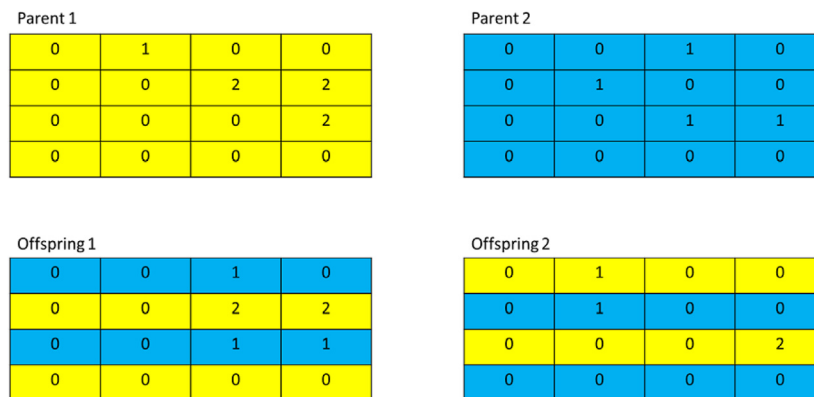 Parent 1 Parent 2
0 1 0 0 0 0 1 0
0 0 2 2 0 1 0 0
0 0 0 2 0 0 1 1
0 0 0 0 0 0 0 0
Offspring 1 Offspring 2
0 0 1 0 0 1 0 0
0 0 2 2 0 1 0 0
0 0 1 1 0 0 0 2
0 0 0 0 0 0 0 0